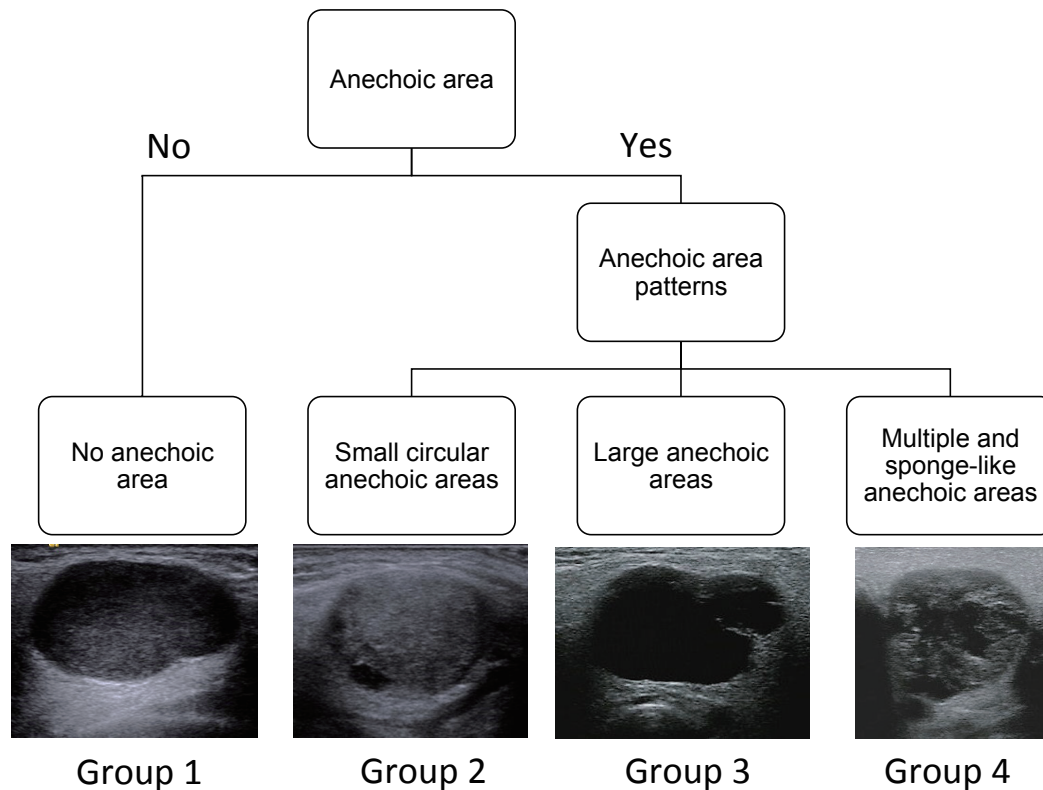 Anechoic area
No
Yes
Anechoic area
patterns
No anechoic
area
Small circular
anechoic areas
Large anechoic
areas
Multiple and
sponge-like
anechoic areas
Group 1
Group 2
Group 3
Group 4